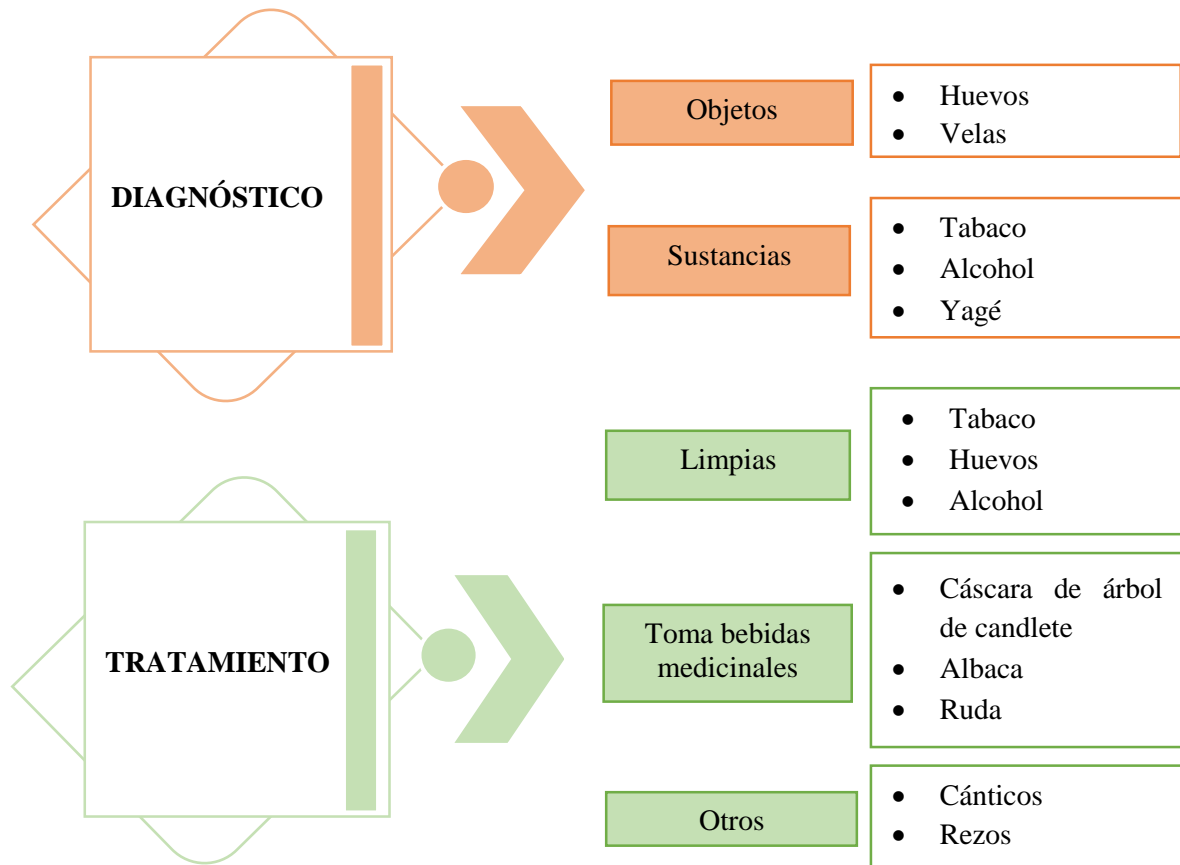 DIAGNÓSTICO
Objetos
• Huevos
• Velas
Sustancias
• Tabaco
• Alcohol
• Yagé
TRATAMIENTO
Limpias
• Tabaco
• Huevos
• Alcohol
Toma bebidas
medicinales
• Cáscara de árbol
de candlete
• Albaca
• Ruda
Otros
• Cánticos
• Rezos